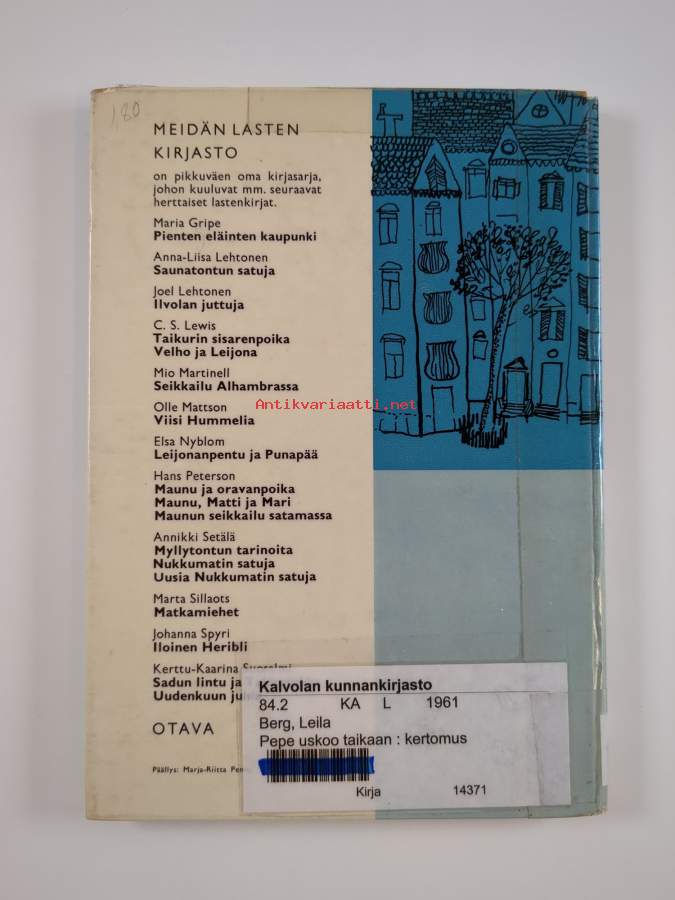 1,80
MEIDÄN LASTEN
KIRJASTO
on pikkuväen oma kirjasarja,
johon kuuluvat mm. seuraavat
herttaiset lastenkirjat.
Maria Gripe
Pienten eläinten kaupunki
Anna-Liisa Lehtonen
Saunatontun satuja
Joel Lehtonen
Ilvolan juttuja
C. S. Lewis
Taikurin sisarenpoika
Velho ja Leijona
Mio Martinell
Seikkailu Alhambrassa
Olle Mattson
Viisi Hummelia
Elsa Nyblom
Leijonanpentu ja Punapää
Hans Peterson
Maunu ja oravanpoika
Maunu, Matti ja Mari
Maunun seikkailu satamassa
Annikki Setälä
Myllytontun tarinoita
Nukkumatin satuja
Uusia Nukkumatin satuja
Marta Sillaots
Matkamiehet
Johanna Spyri
Iloinen Heribli
Kerttu-Kaarina
Sadun lintu ja
Uudenkuun
OTAVA
Päällys: Marja-Riitta
Antikvariaatti.net
Kalvolan kunnankirjasto
84.2 KA L 1961
Berg, Leila
Pepe uskoo taikaan : kertomus
Kirja 14371